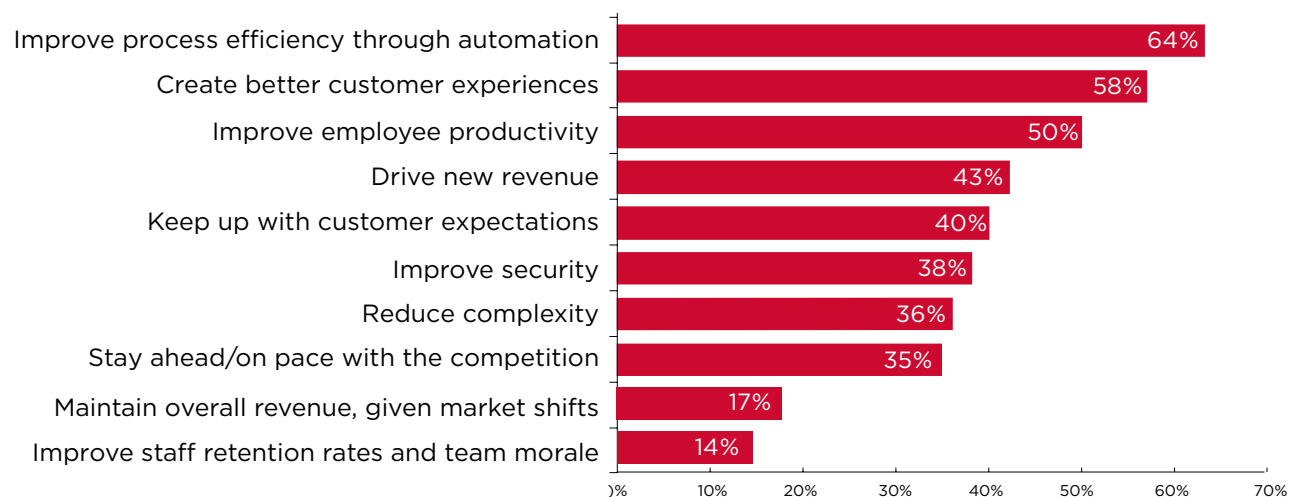 Improve process efficiency through automation 64%
Create better customer experiences 58%
Improve employee productivity 50%
Drive new revenue 43%
Keep up with customer expectations 40%
Improve security 38%
Reduce complexity 36%
Stay ahead/on pace with the competition 35%
Maintain overall revenue, given market shifts 17%
Improve staff retention rates and team morale 14%
0% 10% 20% 30% 40% 50% 60% 70%